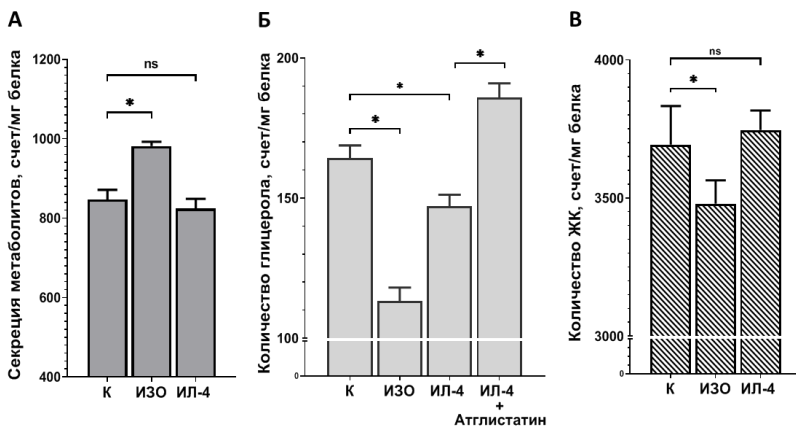 А
Секреция метаболитов, счет/мг белка
1200
1000
800
600
400
ns
*
К
ИЗО
ИЛ-4
Б
Количество глицерола, счет/мг белка
200
150
100
0
*
*
*
К
ИЗО
ИЛ-4
ИЛ-4
+
Атглистатин
В
Количество ЖК, счет/мг белка
4000
3500
3000
0
ns
*
К
ИЗО
ИЛ-4